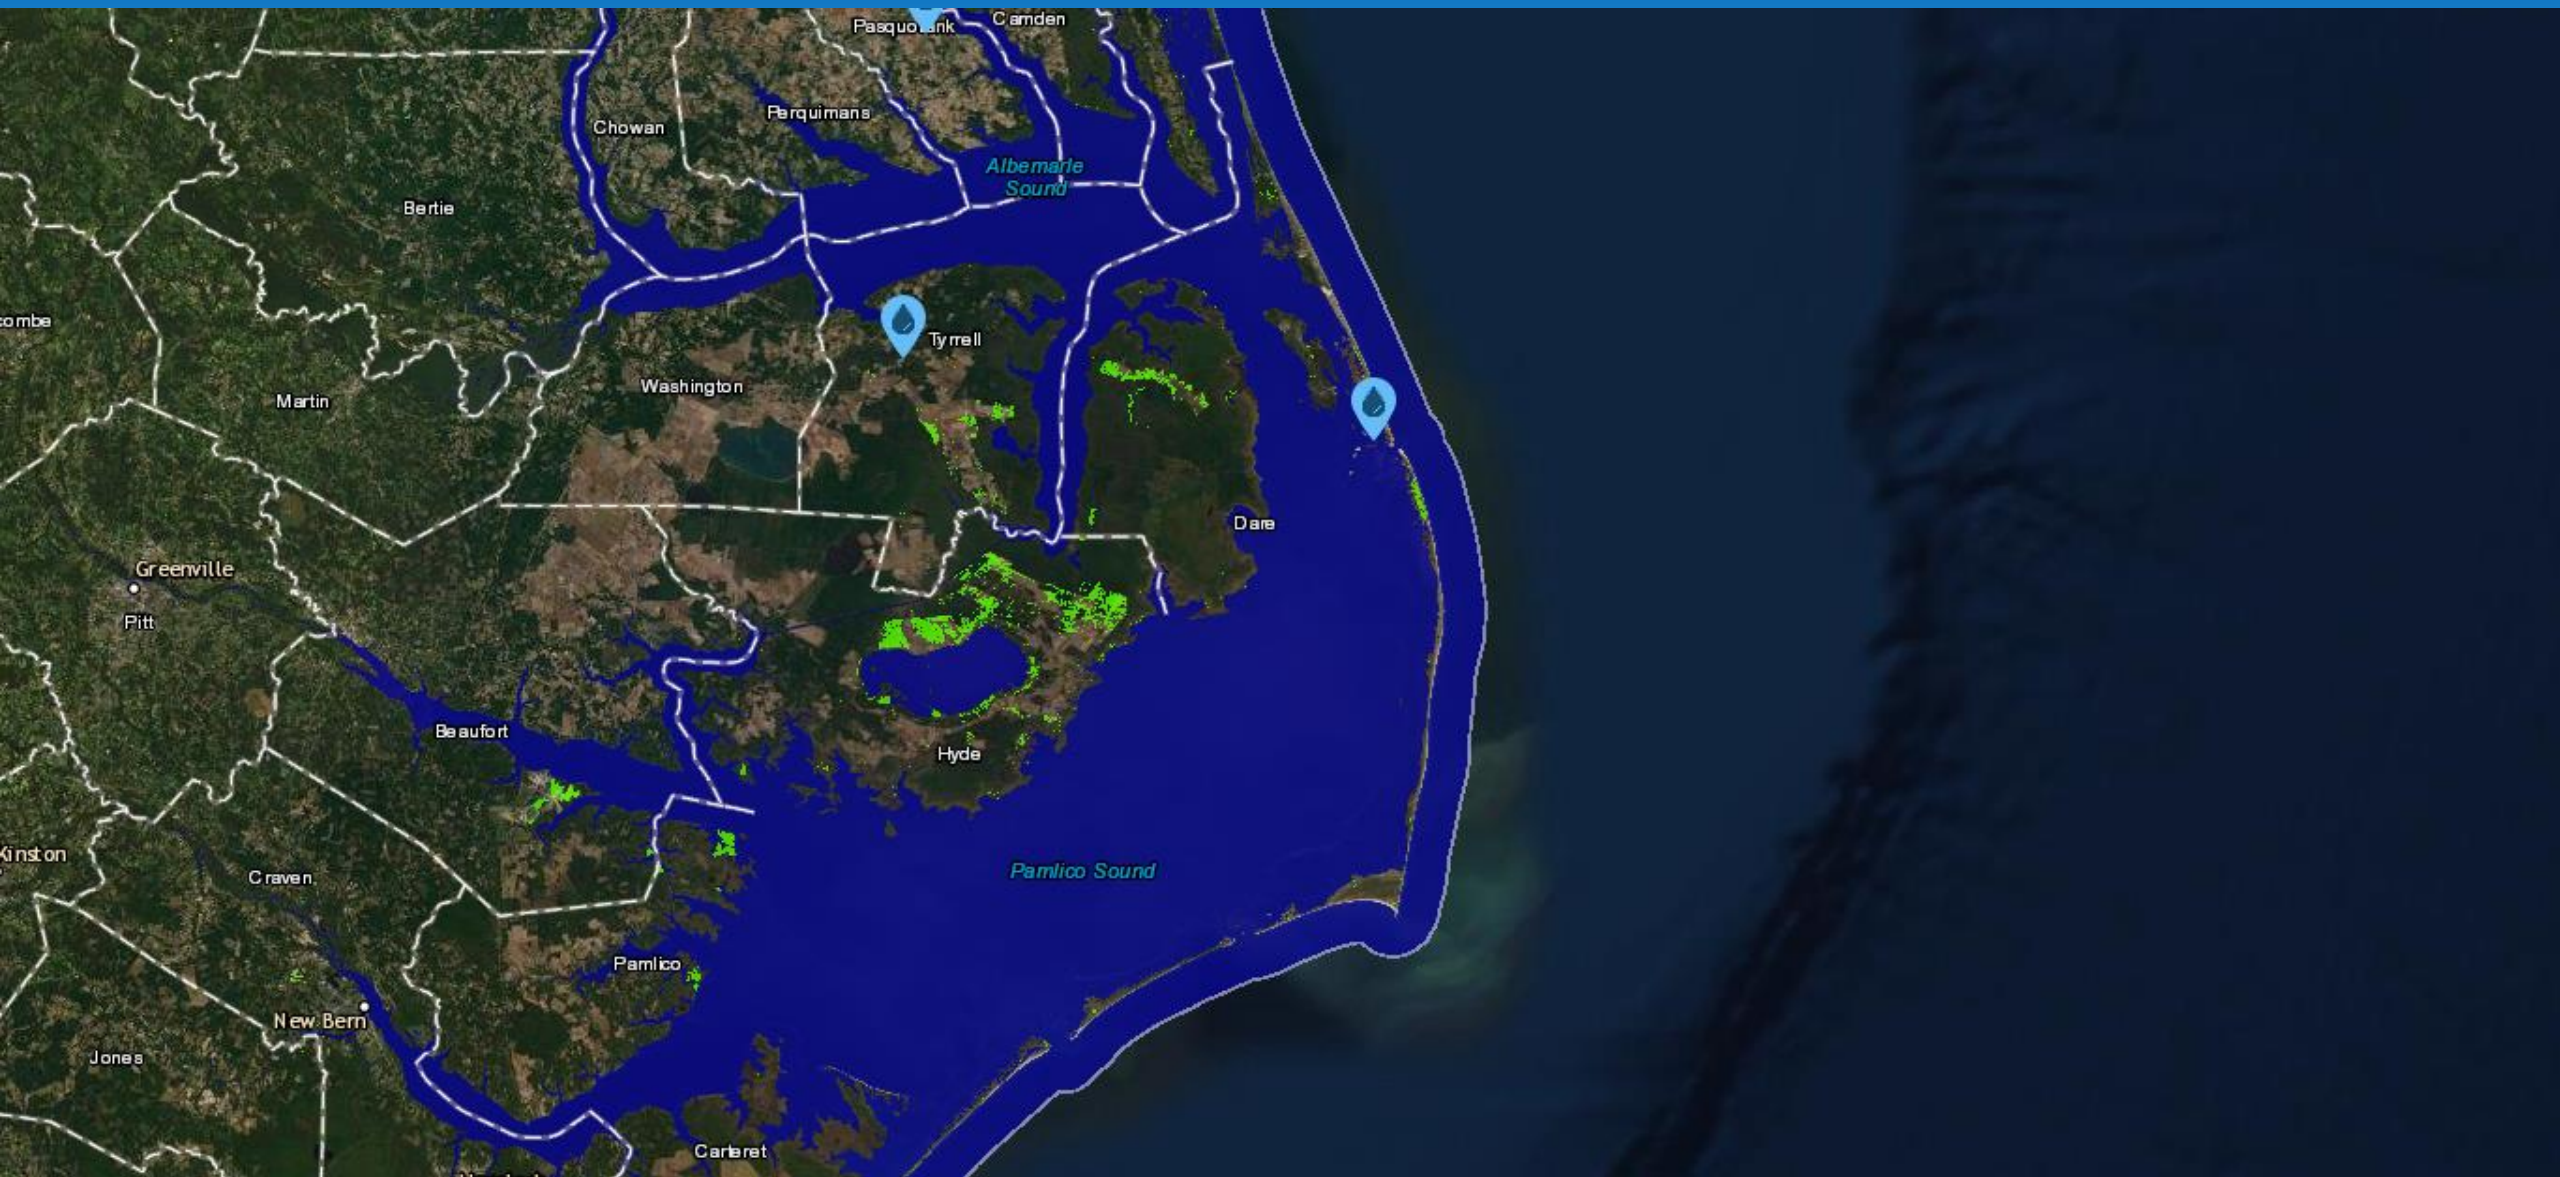 Camden
Perquimans
Chowan
Albemarle
Sound
Bertie
Tyrrell
Washington
Martin
Dare
Greenville
Pitt
Beaufort
Hyde
Kinston
Pamlico Sound
Craven
Pamlico
New Bern
Jones
Carteret